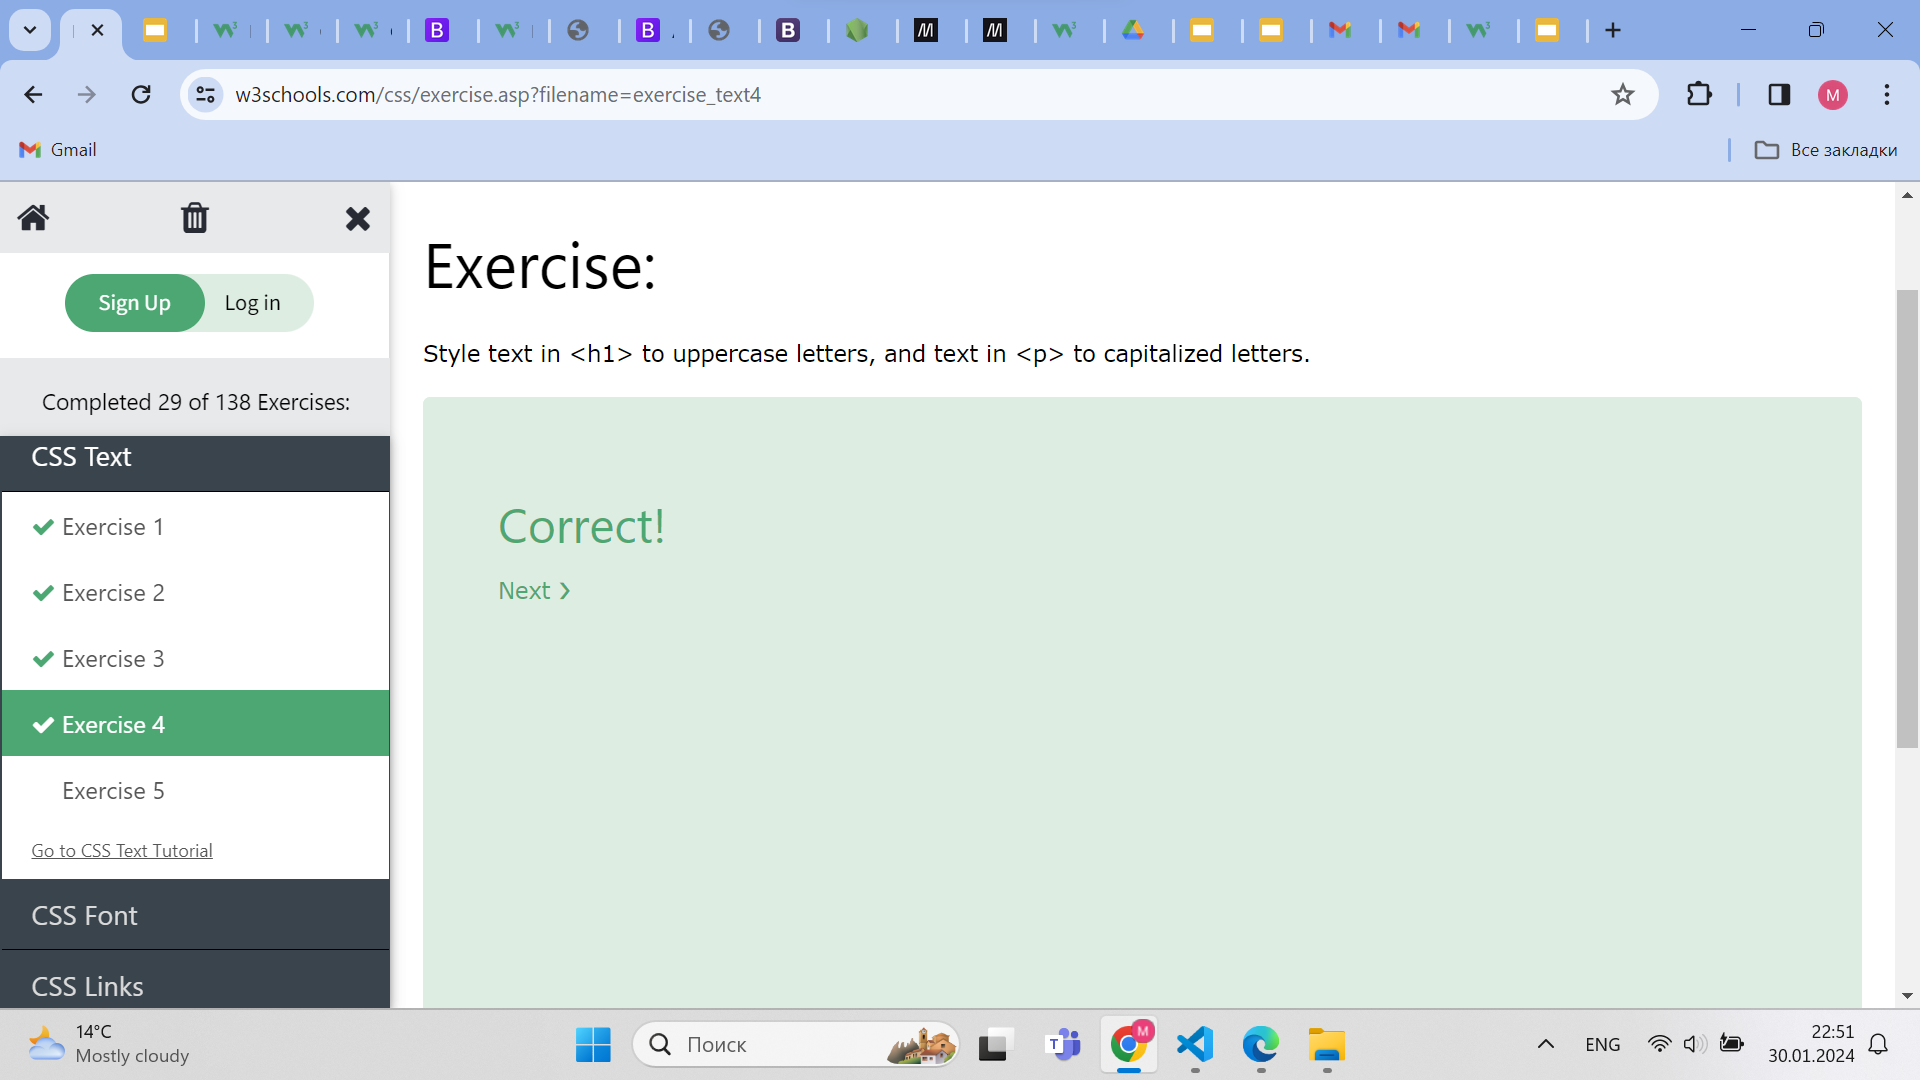 w3schools.com/css/exercise.asp?filename=exercise_text4
M
Gmail
Все закладки
Sign Up
Log in
Completed 29 of 138 Exercises:
CSS Text
Exercise 1
Exercise 2
Exercise 3
Exercise 4
Exercise 5
Go to CSS Text Tutorial
CSS Font
CSS Links
Exercise:
Style text in <h1> to uppercase letters, and text in <p> to capitalized letters.
Correct!
Next ❯
14°C
Mostly cloudy
Поиск
M
ENG
22:51
30.01.2024